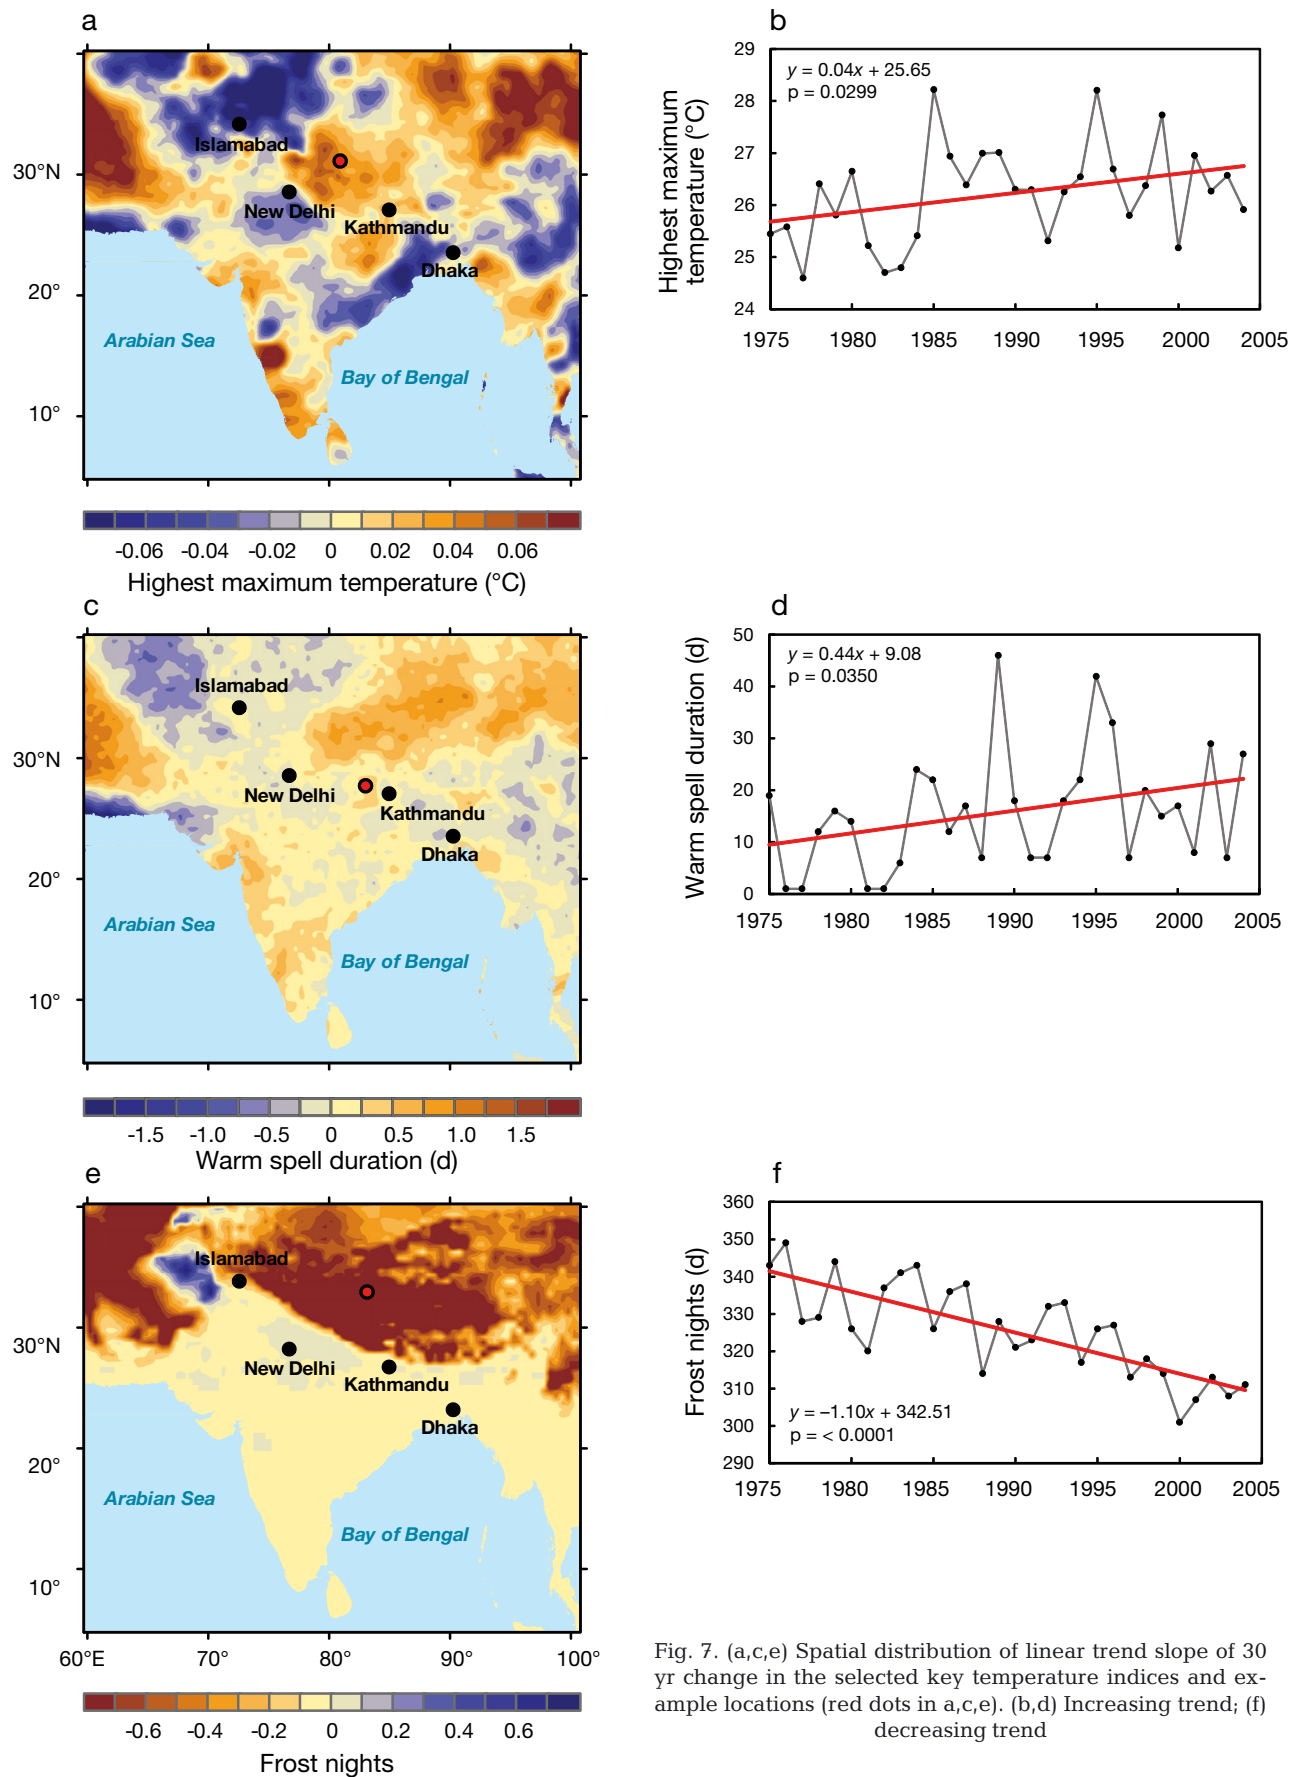 a
Islamabad
New Delhi
Kathmandu
Dhaka
Arabian Sea
Bay of Bengal
30°N
20°
10°
-0.06 -0.04 -0.02 0 0.02 0.04 0.06
Highest maximum temperature (°C)
b
y = 0.04x + 25.65
p = 0.0299
Highest maximum
temperature (°C)
29
28
27
26
25
24
1975 1980 1985 1990 1995 2000 2005
c
Islamabad
New Delhi
Kathmandu
Dhaka
Arabian Sea
Bay of Bengal
30°N
20°
10°
-1.5 -1.0 -0.5 0 0.5 1.0 1.5
Warm spell duration (d)
d
y = 0.44x + 9.08
p = 0.0350
Warm spell duration (d)
50
40
30
20
10
0
1975 1980 1985 1990 1995 2000 2005
e
Islamabad
New Delhi
Kathmandu
Dhaka
Arabian Sea
Bay of Bengal
30°N
20°
10°
60°E 70° 80° 90° 100°
-0.6 -0.4 -0.2 0 0.2 0.4 0.6
Frost nights
f
Frost nights (d)
360
350
340
330
320
310
300
290
y = –1.10x + 342.51
p = < 0.0001
1975 1980 1985 1990 1995 2000 2005
Fig. 7. (a,c,e) Spatial distribution of linear trend slope of 30
yr change in the selected key temperature indices and ex-
ample locations (red dots in a,c,e). (b,d) Increasing trend; (f)
decreasing trend